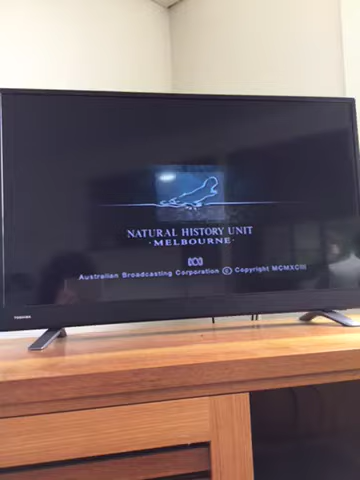 NATURAL HISTORY UNIT
·MELBOURNE·
Australian Broadcasting Corporation © Copyright MCMXCIII
TOSHIBA